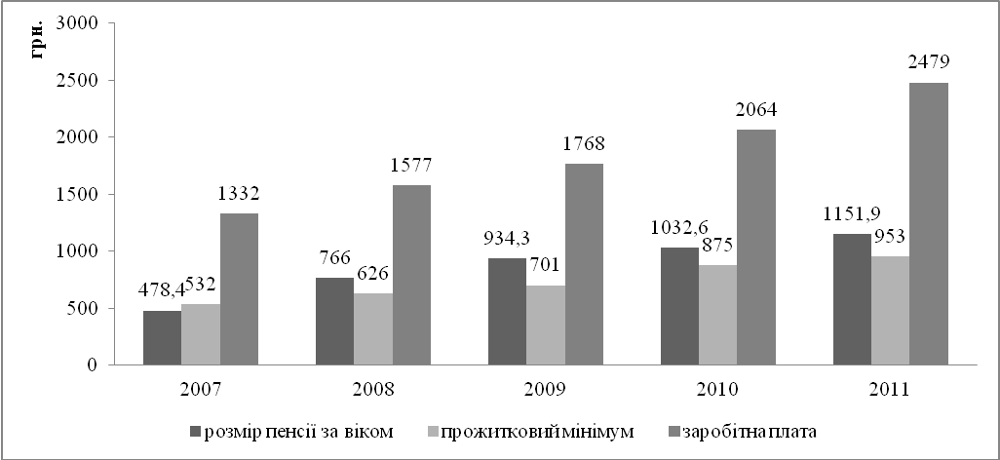 грн.
3000
2500
2000
1500
1000
500
0
478,4 532 1332
766 626 1577
934,3 701 1768
1032,6 875 2064
1151,9 953 2479
2007 2008 2009 2010 2011
розмір пенсії за віком прожитковий мінімум заробітна плата